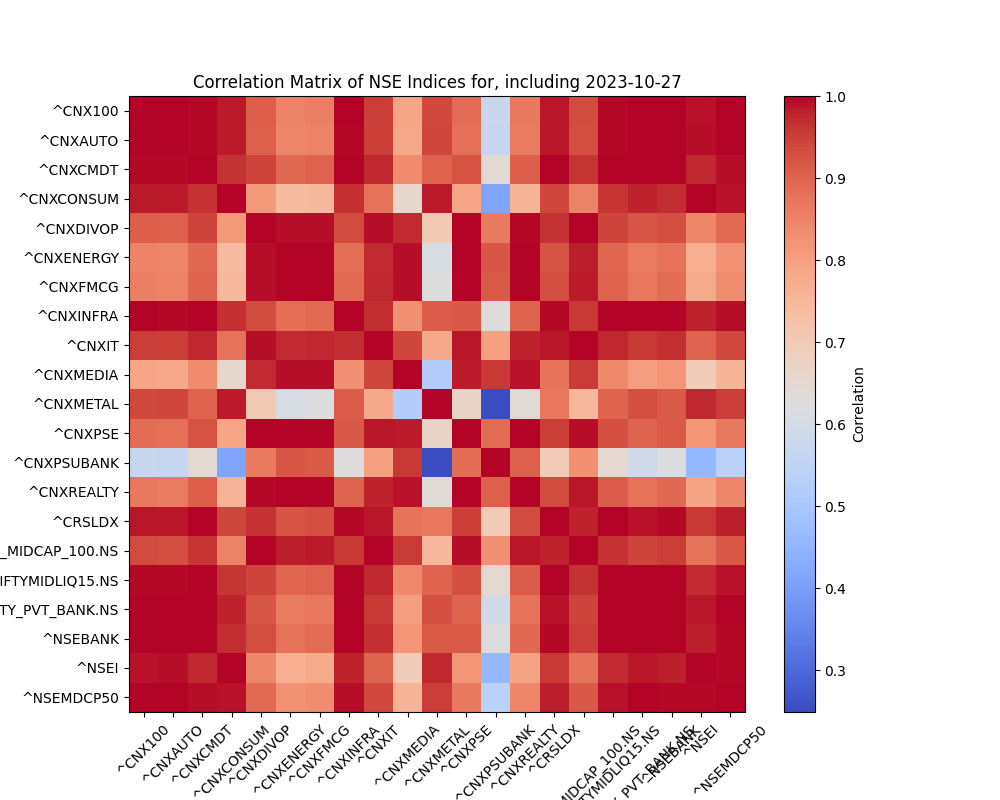 Correlation Matrix of NSE Indices for, including 2023-10-27
^CNX100
^CNXAUTO
^CNXCMDT
^CNXCONSUM
^CNXDIVOP
^CNXENERGY
^CNXFMCG
^CNXINFRA
^CNXIT
^CNXMEDIA
^CNXMETAL
^CNXPSE
^CNXPSUBANK
^CNXREALTY
^CRSLDX
_MIDCAP_100.NS
IFTYMIDLIQ15.NS
TY_PVT_BANK.NS
^NSEBANK
^NSEI
^NSEMDCP50
^CNX100
^CNXAUTO
^CNXCMDT
^CNXCONSUM
^CNXDIVOP
^CNXENERGY
^CNXFMCG
^CNXINFRA
^CNXIT
^CNXMEDIA
^CNXMETAL
^CNXPSE
^CNXPSUBANK
^CNXREALTY
^CRSLDX
MIDCAP_100.NS
TYMIDLIQ15.NS
PVT_BANK.NS
^NSEBANK
^NSEI
^NSEMDCP50
1.0
0.9
0.8
0.7
0.6
0.5
0.4
0.3
Correlation